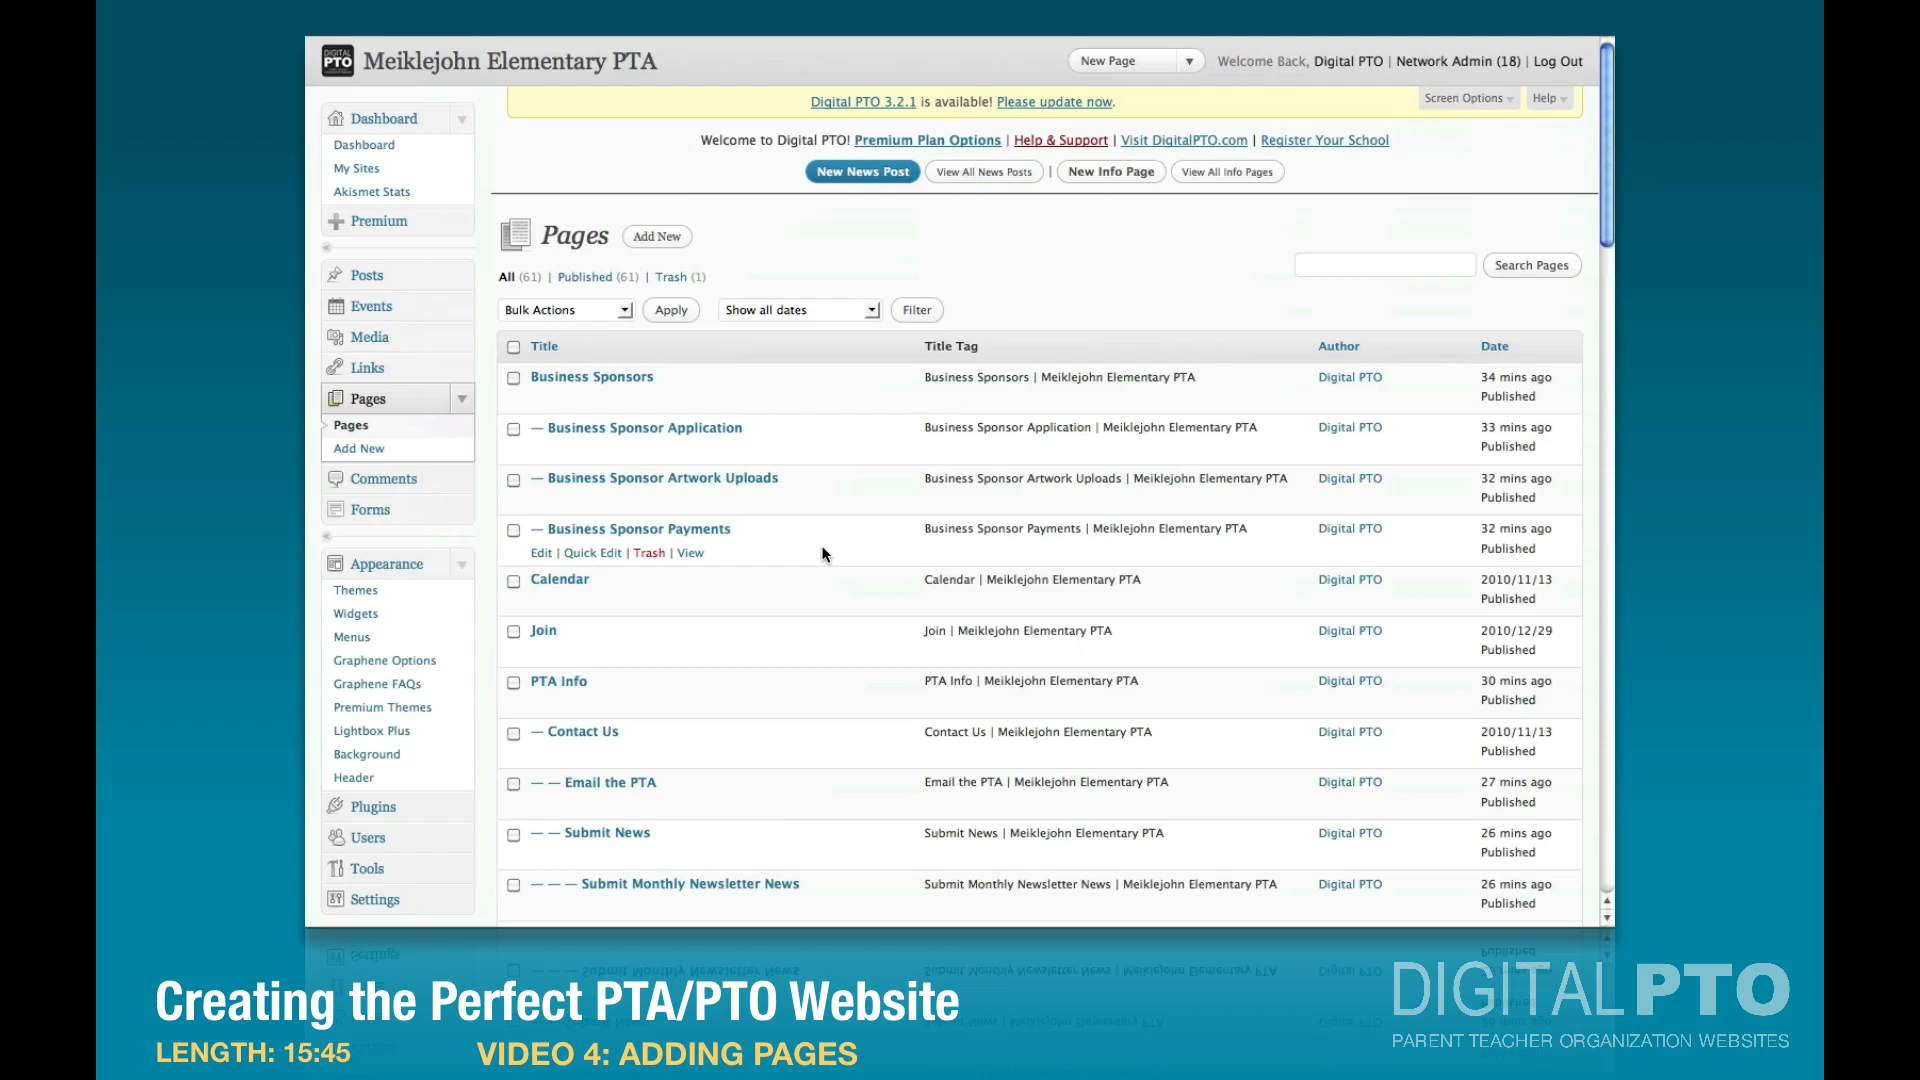 DIGITAL PTO Meiklejohn Elementary PTA
New Page
Welcome Back, Digital PTO | Network Admin (18) | Log Out
Digital PTO 3.2.1 is available! Please update now.
Screen Options
Help
Welcome to Digital PTO! Premium Plan Options | Help & Support | Visit DigitalPTO.com | Register Your School
New News Post View All News Posts | New Info Page View All Info Pages
Dashboard
Dashboard
My Sites
Akismet Stats
Premium
Posts
Events
Media
Links
Pages
Pages
Add New
Comments
Forms
Appearance
Themes
Widgets
Menus
Graphene Options
Graphene FAQs
Premium Themes
Lightbox Plus
Background
Header
Plugins
Users
Tools
Settings
Pages Add New
All (61) | Published (61) | Trash (1)
Search Pages
Bulk Actions Apply Show all dates Filter
Title Title Tag Author Date
Business Sponsors Business Sponsors | Meiklejohn Elementary PTA Digital PTO 34 mins ago
Published
— Business Sponsor Application Business Sponsor Application | Meiklejohn Elementary PTA Digital PTO 33 mins ago
Published
— Business Sponsor Artwork Uploads Business Sponsor Artwork Uploads | Meiklejohn Elementary PTA Digital PTO 32 mins ago
Published
— Business Sponsor Payments Business Sponsor Payments | Meiklejohn Elementary PTA Digital PTO 32 mins ago
Edit | Quick Edit | Trash | View Published
Calendar Calendar | Meiklejohn Elementary PTA Digital PTO 2010/11/13
Published
Join Join | Meiklejohn Elementary PTA Digital PTO 2010/12/29
Published
PTA Info PTA Info | Meiklejohn Elementary PTA Digital PTO 30 mins ago
Published
— Contact Us Contact Us | Meiklejohn Elementary PTA Digital PTO 2010/11/13
Published
— — Email the PTA Email the PTA | Meiklejohn Elementary PTA Digital PTO 27 mins ago
Published
— — Submit News Submit News | Meiklejohn Elementary PTA Digital PTO 26 mins ago
Published
— — — Submit Monthly Newsletter News Submit Monthly Newsletter News | Meiklejohn Elementary PTA Digital PTO 26 mins ago
Published
Creating the Perfect PTA/PTO Website
LENGTH: 15:45 VIDEO 4: ADDING PAGES
DIGITALPTO
PARENT TEACHER ORGANIZATION WEBSITES